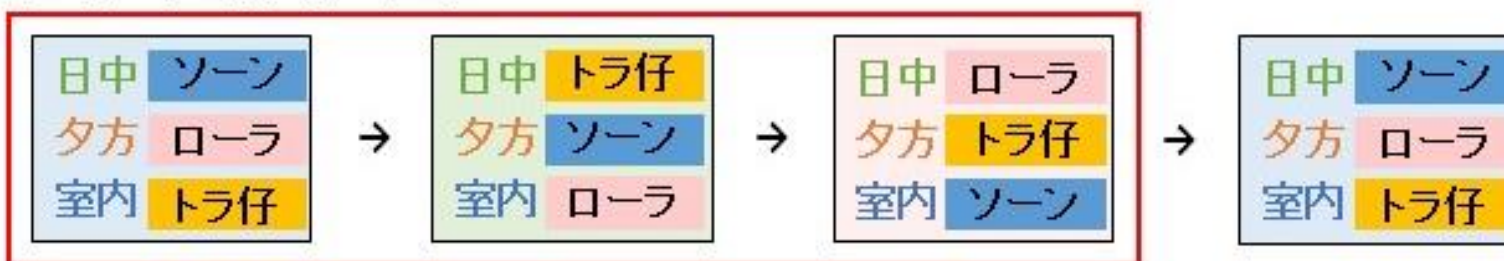 日中 ソーン
夕方 ローラ
室内 トラ仔
→
日中 トラ仔
夕方 ソーン
室内 ローラ
→
日中 ローラ
夕方 トラ仔
室内 ソーン
→
日中 ソーン
夕方 ローラ
室内 トラ仔